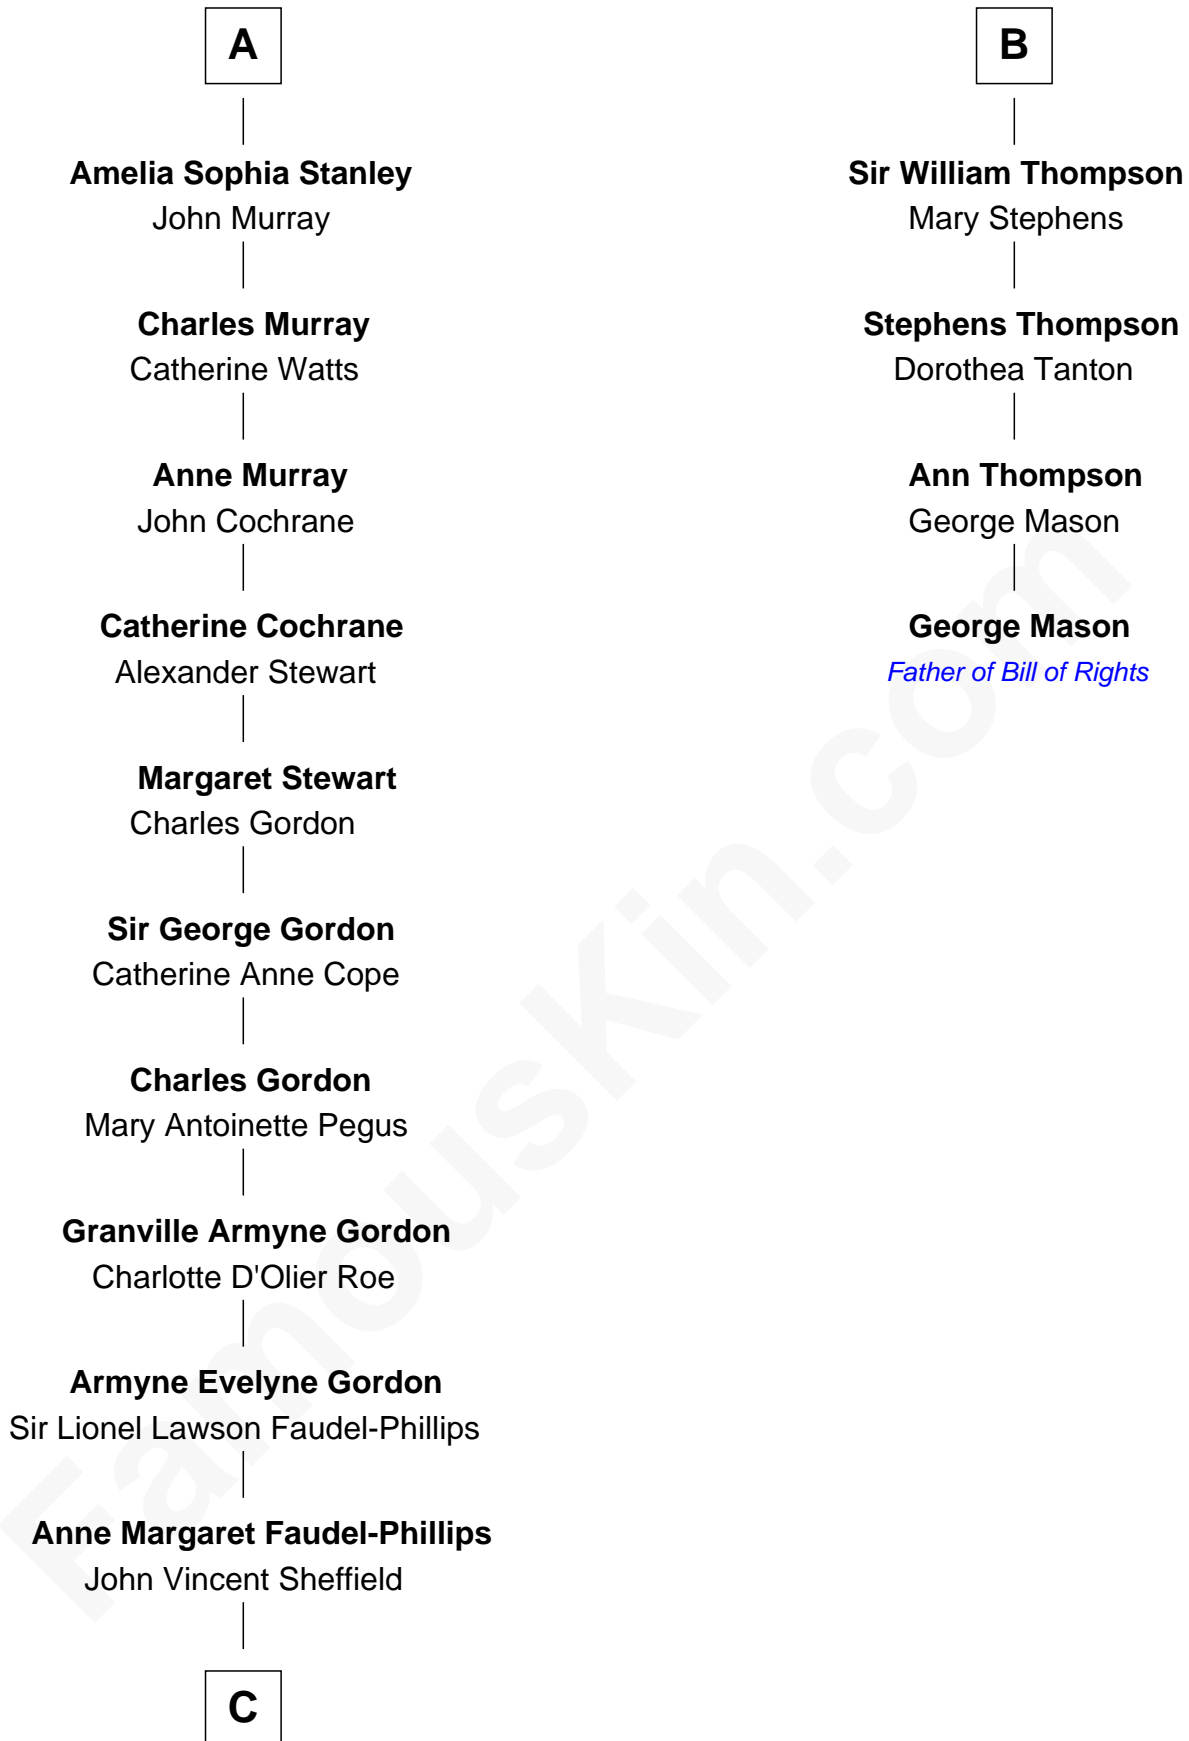 A
Amelia Sophia Stanley
John Murray
Charles Murray
Catherine Watts
Anne Murray
John Cochrane
Catherine Cochrane
Alexander Stewart
Margaret Stewart
Charles Gordon
Sir George Gordon
Catherine Anne Cope
Charles Gordon
Mary Antoinette Pegus
Granville Armyne Gordon
Charlotte D'Olier Roe
Armyne Evelyne Gordon
Sir Lionel Lawson Faudel-Phillips
Anne Margaret Faudel-Phillips
John Vincent Sheffield
C
B
Sir William Thompson
Mary Stephens
Stephens Thompson
Dorothea Tanton
Ann Thompson
George Mason
George Mason
Father of Bill of Rights
FamousKin.com